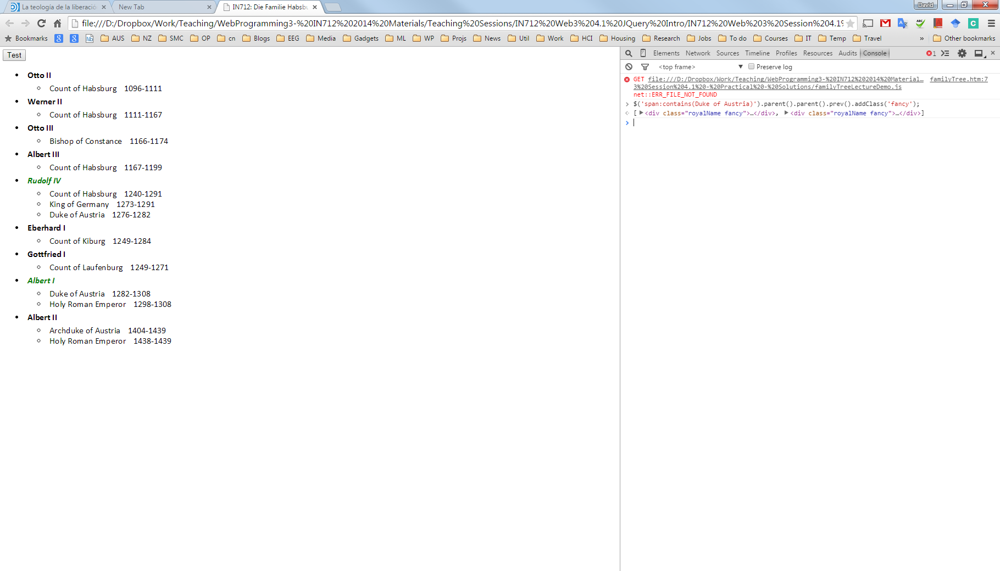 La teología de la liberació
New Tab
IN712: Die Familie Habsbu
David
file:///D:/Dropbox/Work/Teaching/WebProgramming3-%20IN712%202014%20Materials/Teaching%20Sessions/IN712%20Web3%204.1%20JQuery%20Intro/IN712%20Web%203%20Session%204.1%
Bookmarks AUS NZ SMC OP cn Blogs EEG Media Gadgets ML WP Projs News Util Work HCI Housing Research Jobs To do Courses IT Temp Travel » Other bookmarks
Test
Elements Network Sources Timeline Profiles Resources Audits Console 1
<top frame> Preserve log
GET file:///D:/Dropbox/Work/Teaching/WebProgramming3-%20IN712%202014%20Material… familyTree.htm:7
3%20Session%204.1%20-%20Practical%20-%20Solutions/familyTreeLectureDemo.js
net::ERR_FILE_NOT_FOUND
$('span:contains(Duke of Austria)').parent().parent().prev().addClass('fancy');
[<div class="royalName fancy">…</div>, <div class="royalName fancy">…</div>]
Otto II
Count of Habsburg 1096-1111
Werner II
Count of Habsburg 1111-1167
Otto III
Bishop of Constance 1166-1174
Albert III
Count of Habsburg 1167-1199
Rudolf IV
Count of Habsburg 1240-1291
King of Germany 1273-1291
Duke of Austria 1276-1282
Eberhard I
Count of Kiburg 1249-1284
Gottfried I
Count of Laufenburg 1249-1271
Albert I
Duke of Austria 1282-1308
Holy Roman Emperor 1298-1308
Albert II
Archduke of Austria 1404-1439
Holy Roman Emperor 1438-1439